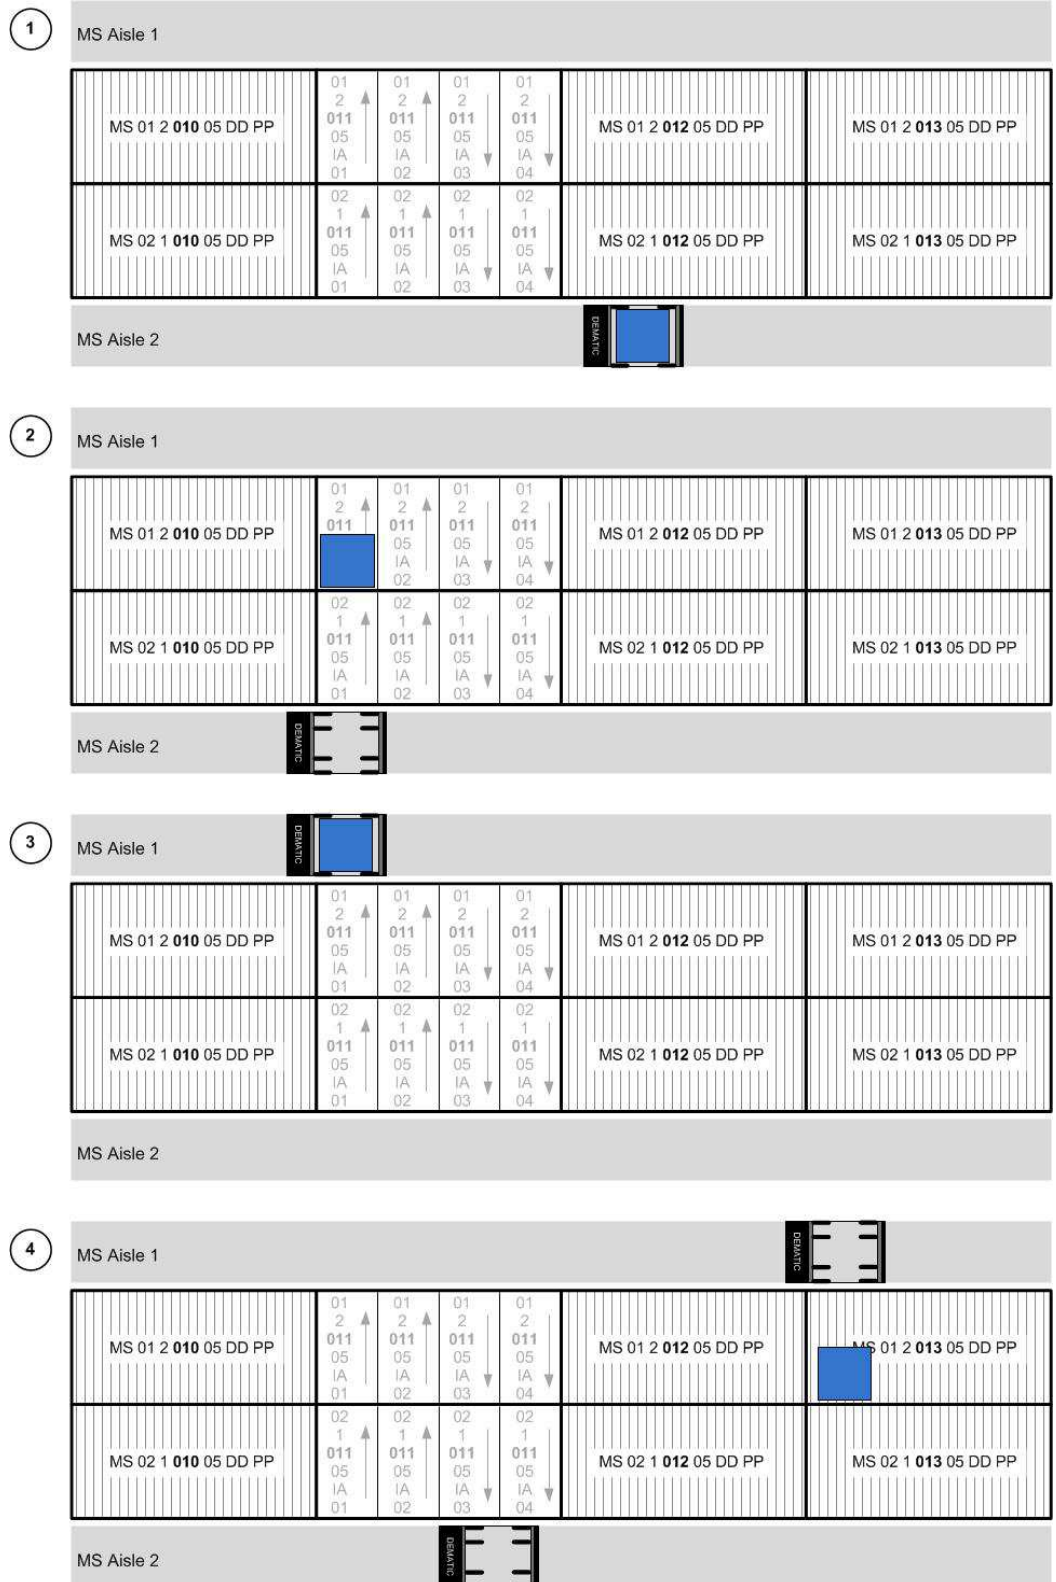 1
MS Aisle 1
MS 01 2 010 05 DD PP
01 2 011 05 IA 01
01 2 011 05 IA 02
01 2 011 05 IA 03
01 2 011 05 IA 04
MS 01 2 012 05 DD PP
MS 01 2 013 05 DD PP
MS 02 1 010 05 DD PP
02 1 011 05 IA 01
02 1 011 05 IA 02
02 1 011 05 IA 03
02 1 011 05 IA 04
MS 02 1 012 05 DD PP
MS 02 1 013 05 DD PP
MS Aisle 2
DEMATIC
2
MS Aisle 1
MS 01 2 010 05 DD PP
01 2 011
01 2 011 05 IA 02
01 2 011 05 IA 03
01 2 011 05 IA 04
MS 01 2 012 05 DD PP
MS 01 2 013 05 DD PP
MS 02 1 010 05 DD PP
02 1 011 05 IA 01
02 1 011 05 IA 02
02 1 011 05 IA 03
02 1 011 05 IA 04
MS 02 1 012 05 DD PP
MS 02 1 013 05 DD PP
MS Aisle 2
DEMATIC
3
MS Aisle 1
DEMATIC
MS 01 2 010 05 DD PP
01 2 011 05 IA 01
01 2 011 05 IA 02
01 2 011 05 IA 03
01 2 011 05 IA 04
MS 01 2 012 05 DD PP
MS 01 2 013 05 DD PP
MS 02 1 010 05 DD PP
02 1 011 05 IA 01
02 1 011 05 IA 02
02 1 011 05 IA 03
02 1 011 05 IA 04
MS 02 1 012 05 DD PP
MS 02 1 013 05 DD PP
MS Aisle 2
4
MS Aisle 1
DEMATIC
MS 01 2 010 05 DD PP
01 2 011 05 IA 01
01 2 011 05 IA 02
01 2 011 05 IA 03
01 2 011 05 IA 04
MS 01 2 012 05 DD PP
MS 01 2 013 05 DD PP
MS 02 1 010 05 DD PP
02 1 011 05 IA 01
02 1 011 05 IA 02
02 1 011 05 IA 03
02 1 011 05 IA 04
MS 02 1 012 05 DD PP
MS 02 1 013 05 DD PP
MS Aisle 2
DEMATIC